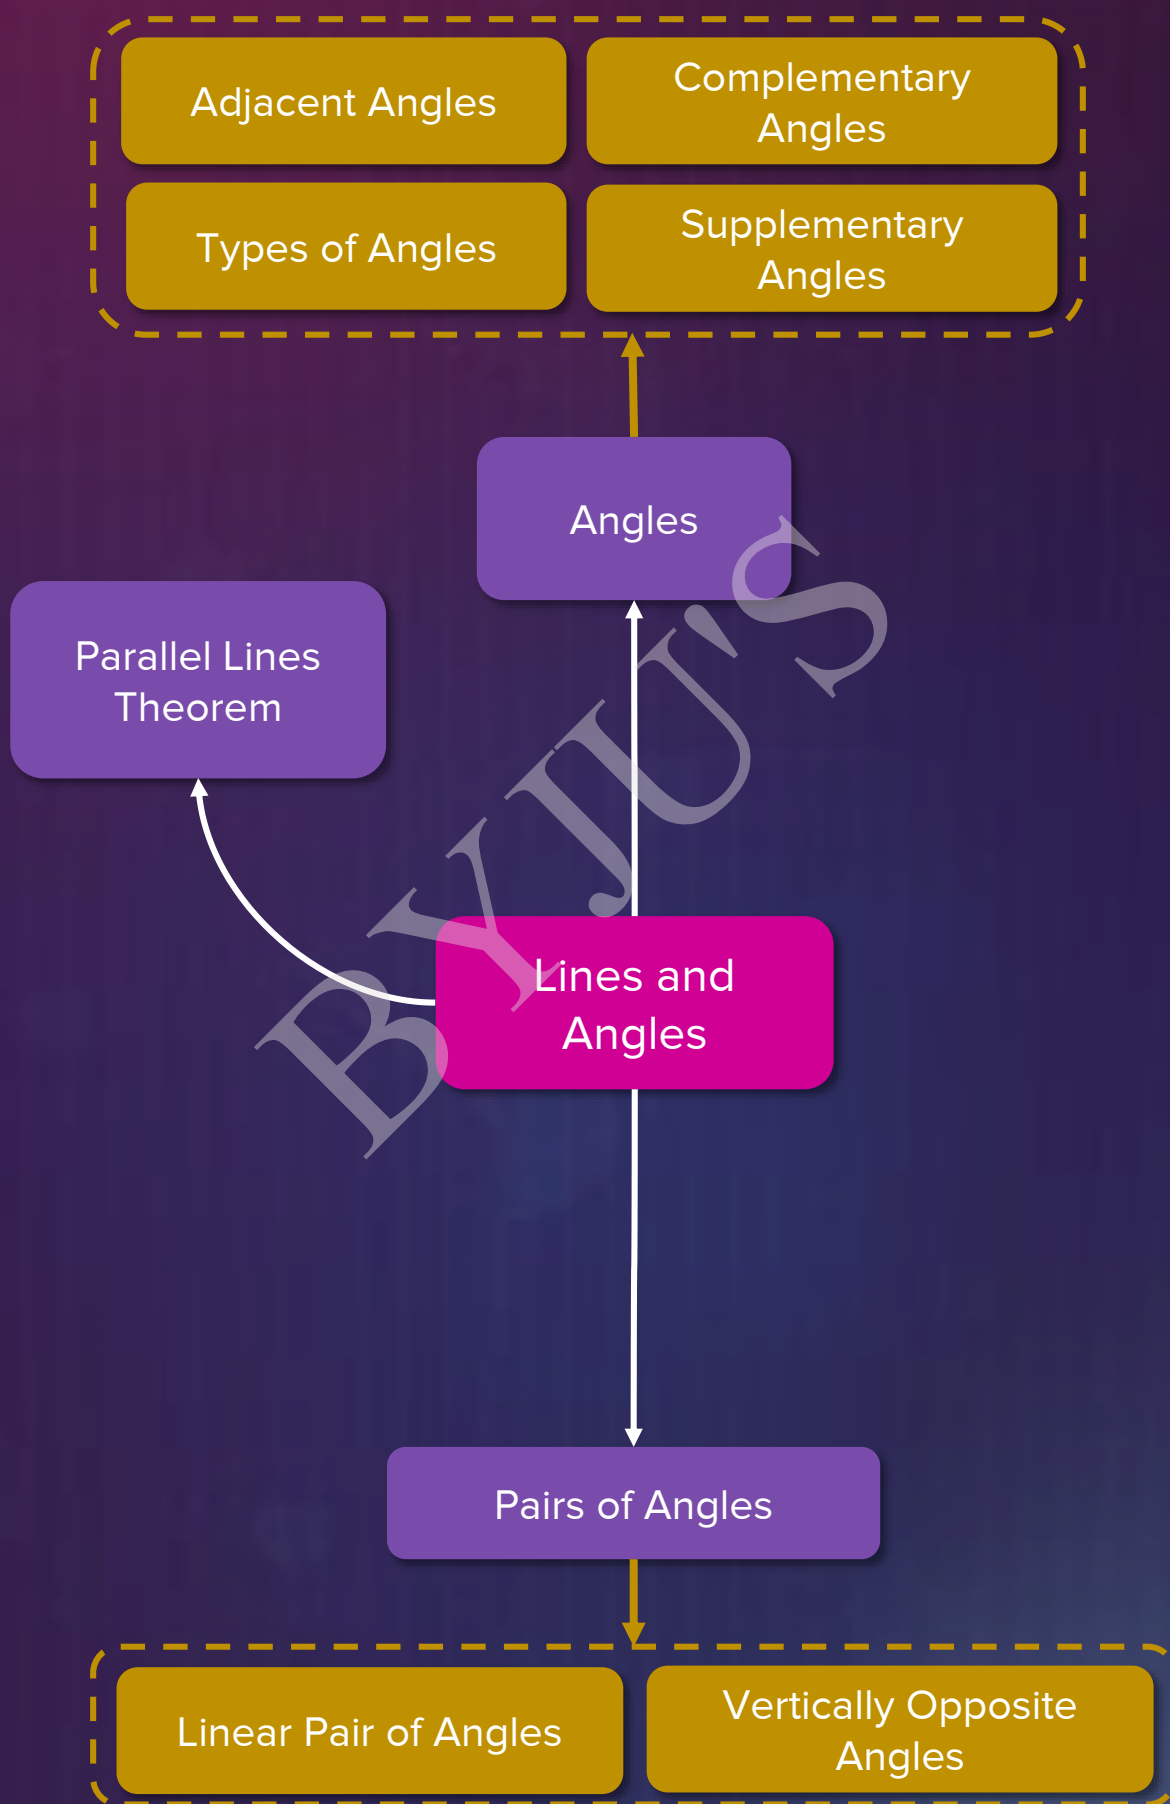 Adjacent Angles
Complementary
Angles
Types of Angles
Supplementary
Angles
Angles
Parallel Lines
Theorem
BYJU'S
Lines and
Angles
Pairs of Angles
Linear Pair of Angles
Vertically Opposite
Angles